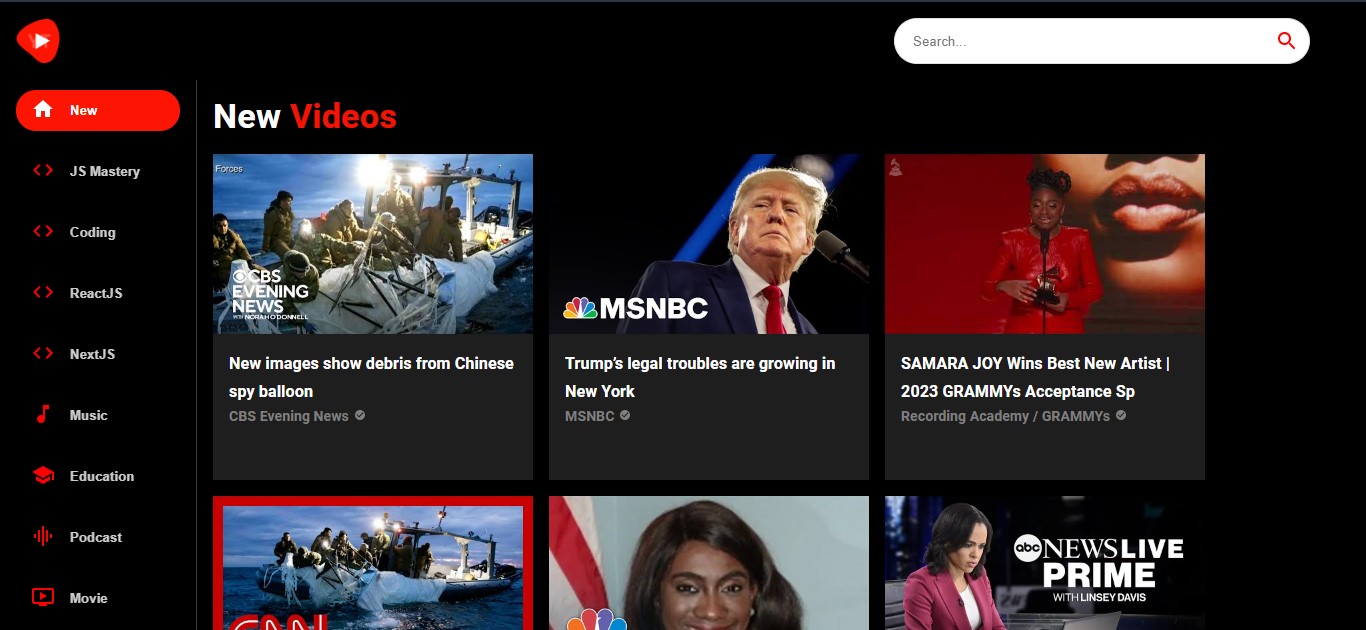 Search...
New
JS Mastery
Coding
ReactJS
NextJS
Music
Education
Podcast
Movie
New Videos
Forces
CBS
EVENING
NEWS
WITH NORAH O'DONNELL
MSNBC
New images show debris from Chinese
spy balloon
CBS Evening News
Trump's legal troubles are growing in
New York
MSNBC
SAMARA JOY Wins Best New Artist |
2023 GRAMMYs Acceptance Sp
Recording Academy / GRAMMYs
CNN
abc NEWS LIVE
PRIME
WITH LINSEY DAVIS